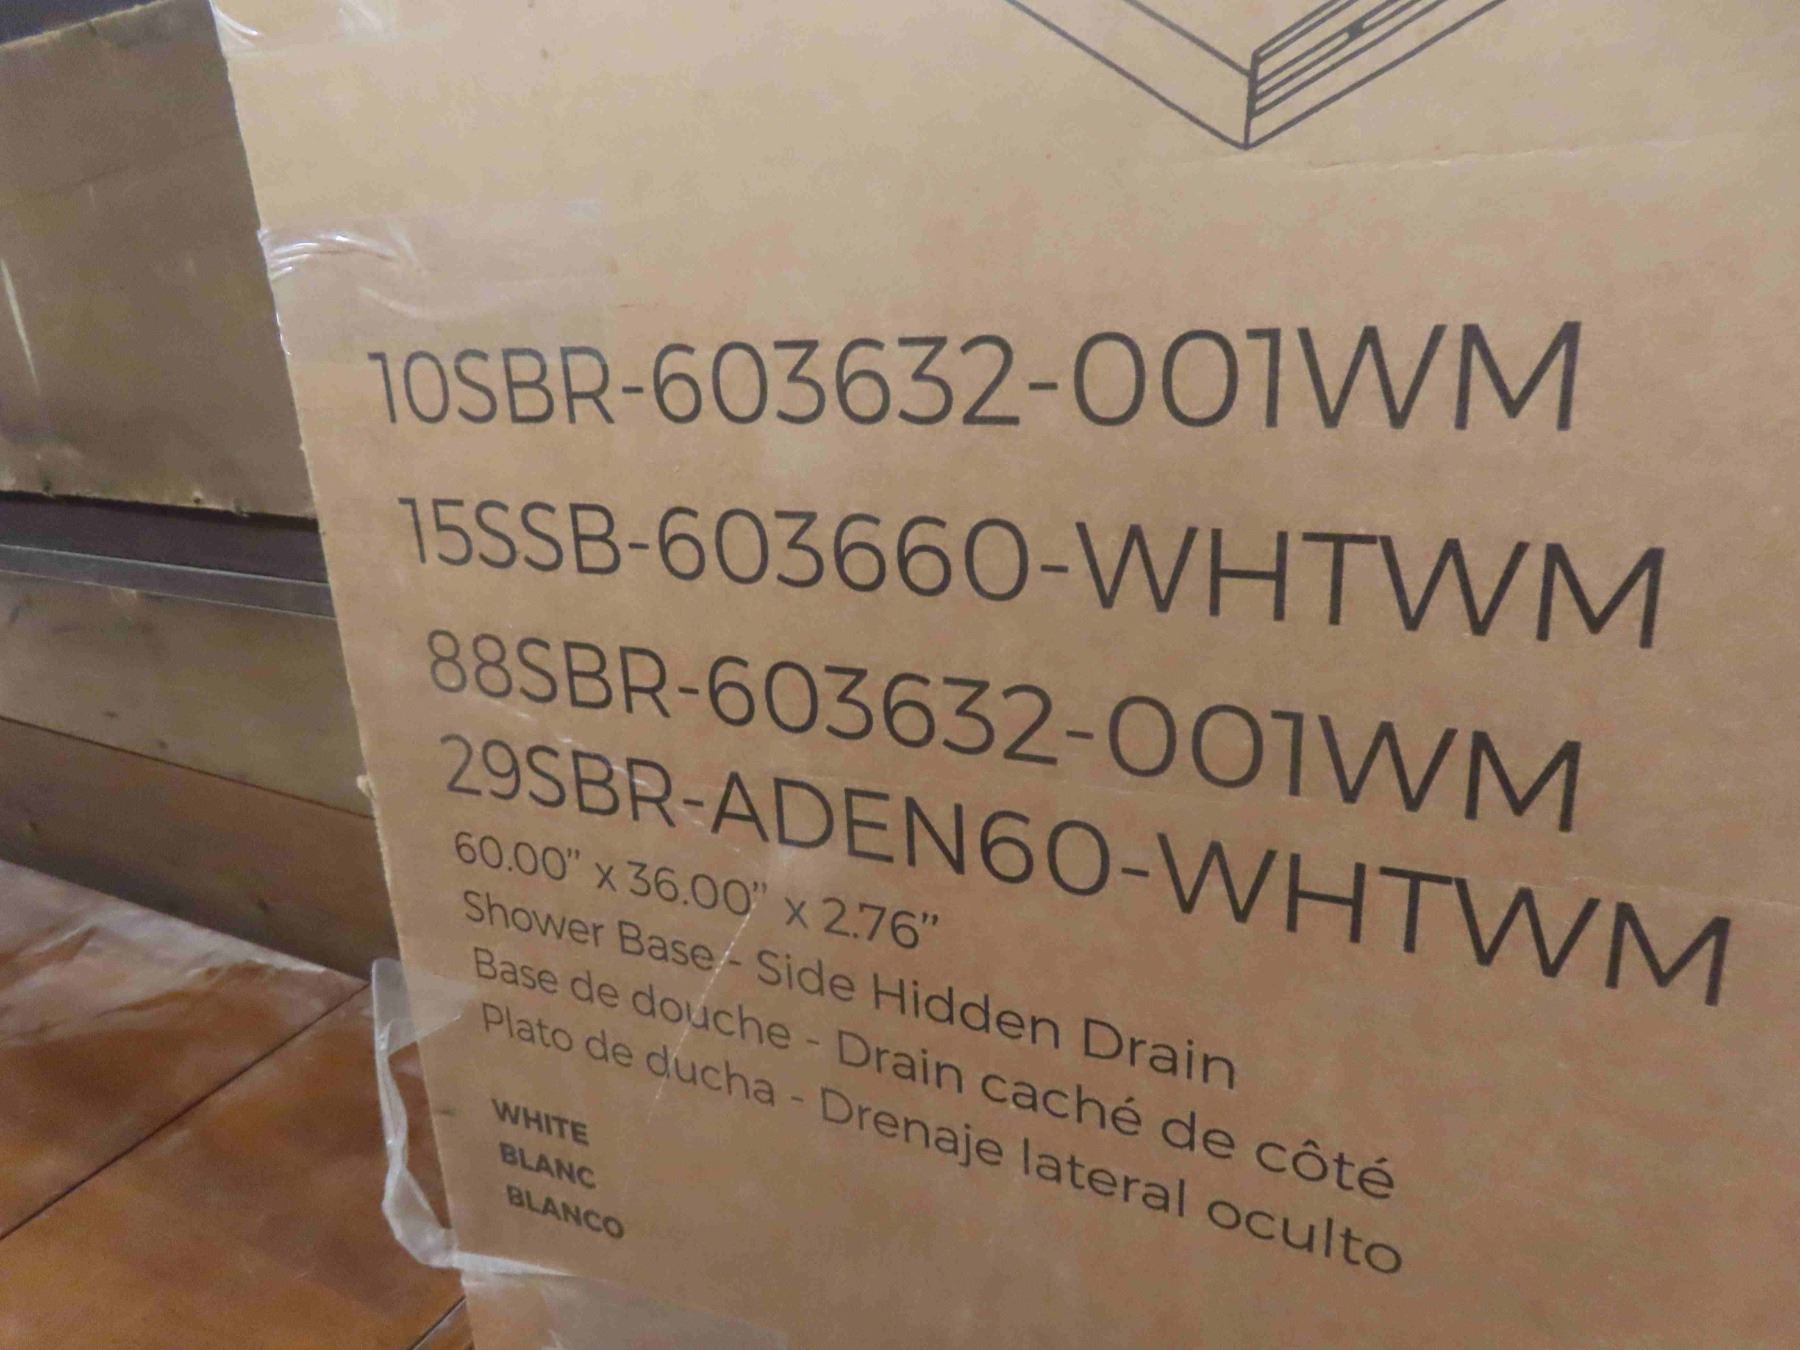 10SBR-603632-001WM
15SSB-603660-WHTWM
88SBR-603632-001WM
29SBR-ADEN60-WHTWM
60.00” x 36.00” x 2.76”
Shower Base - Side Hidden Drain
Base de douche - Drain caché de côté
Plato de ducha - Drenaje lateral oculto
WHITE
BLANC
BLANCO